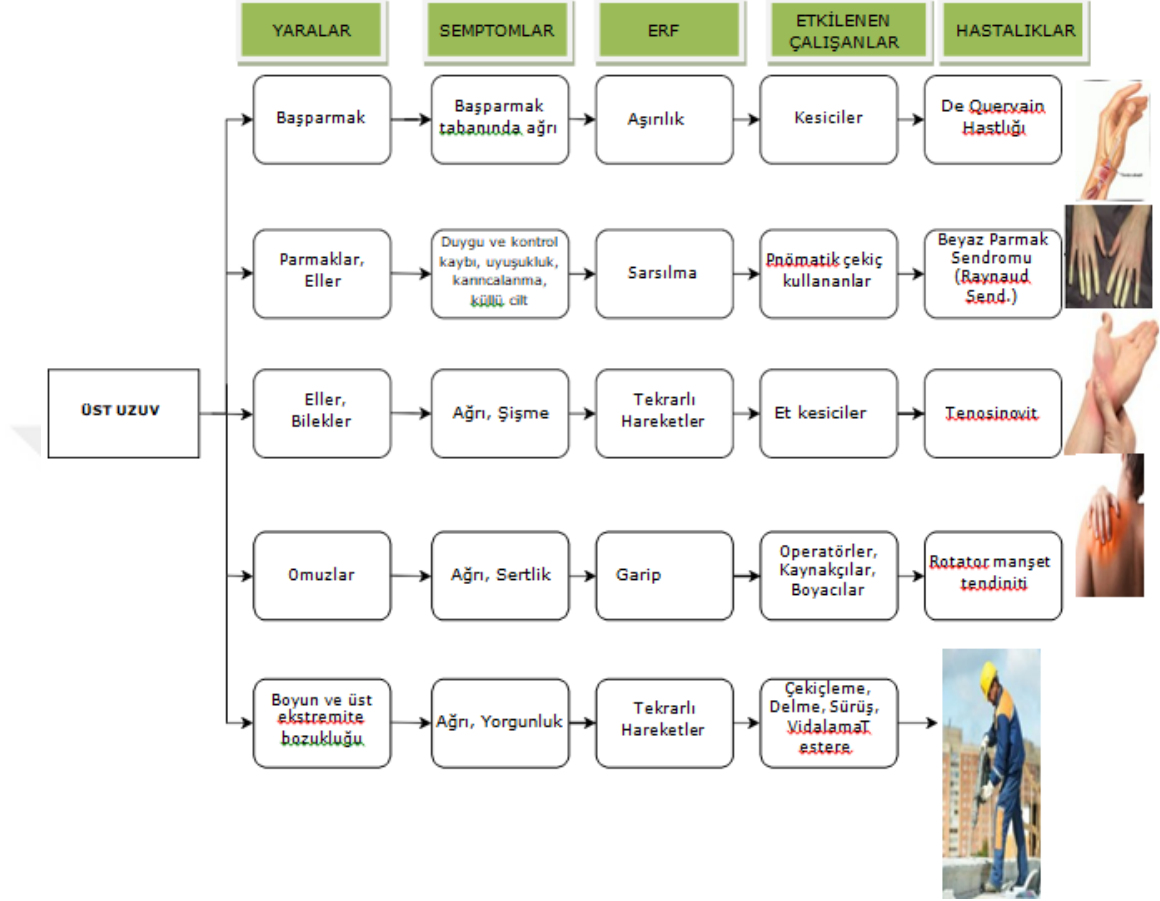 YARALAR
SEMPTOMLAR
ERF
ETKİLENEN
ÇALIŞANLAR
HASTALIKLAR
ÜST UZUV
Başparmak
Başparmak
tabanında ağrı
Aşırılık
Kesiciler
De Quervain
Hastlığı
Parmaklar,
Eller
Duygu ve kontrol
kaybı, uyuşukluk,
karıncalanma,
küllü cilt
Sarsılma
Pnömatik çekiç
kullananlar
Beyaz Parmak
Sendromu
(Raynaud
Send.)
Eller,
Bilekler
Ağrı, Şişme
Tekrarlı
Hareketler
Et kesiciler
Tenosinovit
Omuzlar
Ağrı, Sertlik
Garip
Operatörler,
Kaynakçılar,
Boyacılar
Rotator manşet
tendiniti
Boyun ve üst
ekstremite
bozukluğu
Ağrı, Yorgunluk
Tekrarlı
Hareketler
Çekiçleme,
Delme, Sürüş,
VidalamaT
estere